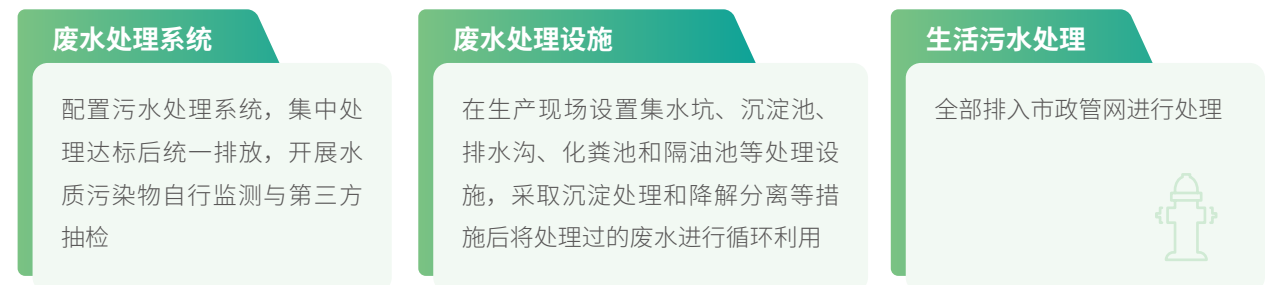 废水处理系统
配置污水处理系统，集中处
理达标后统一排放，开展水
质污染物自行监测与第三方
抽检
废水处理设施
在生产现场设置集水坑、沉淀池、
排水沟、化粪池和隔油池等处理设
施，采取沉淀处理和降解分离等措
施后将处理过的废水进行循环利用
生活污水处理
全部排入市政管网进行处理